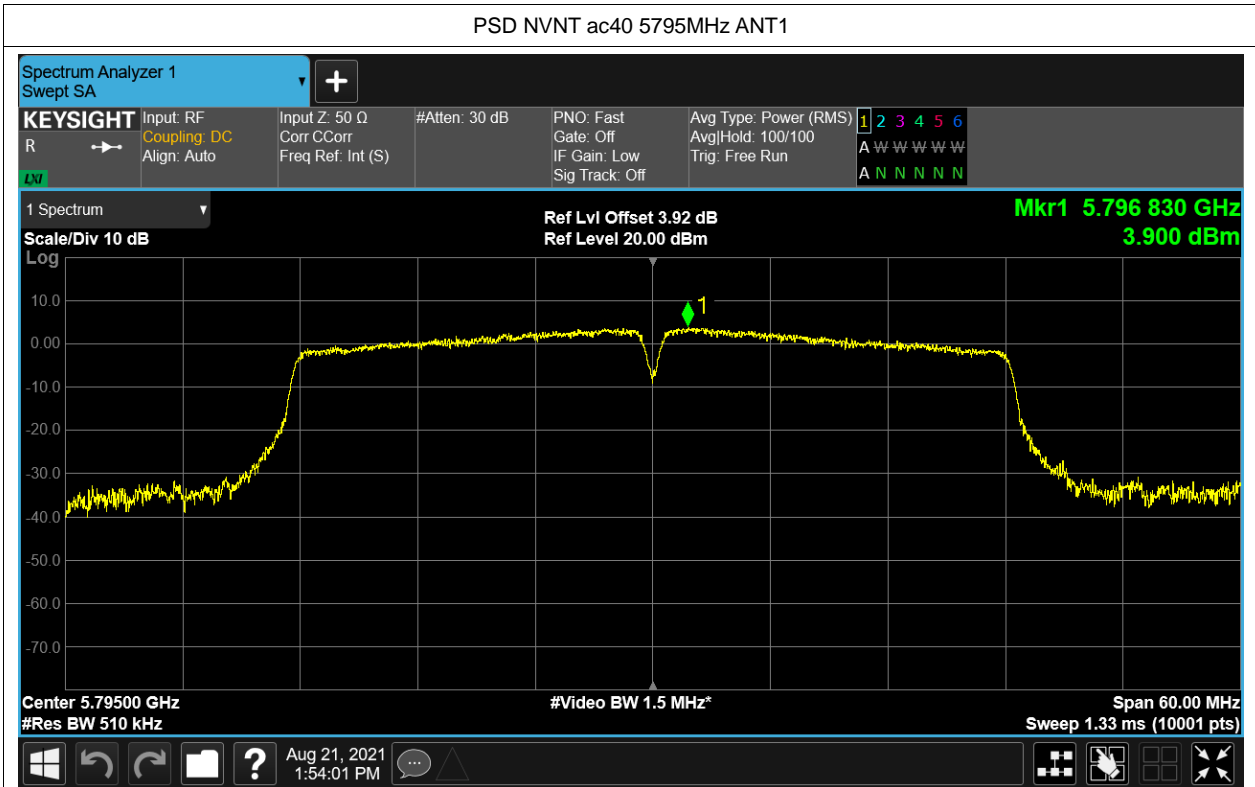 PSD NVNT ac40 5795MHz ANT1
Spectrum Analyzer 1
Swept SA
KEYSIGHT
R
LXI
Input: RF
Coupling: DC
Align: Auto
Input Z: 50 Ω
Corr CCorr
Freq Ref: Int (S)
#Atten: 30 dB
PNO: Fast
Gate: Off
IF Gain: Low
Sig Track: Off
Avg Type: Power (RMS)
Avg|Hold: 100/100
Trig: Free Run
1 2 3 4 5 6
A W W W W W
A N N N N N
1 Spectrum
Scale/Div 10 dB
Log
Ref Lvl Offset 3.92 dB
Ref Level 20.00 dBm
Mkr1 5.796 830 GHz
3.900 dBm
1
10.0
0.00
-10.0
-20.0
-30.0
-40.0
-50.0
-60.0
-70.0
Center 5.79500 GHz
#Res BW 510 kHz
#Video BW 1.5 MHz*
Span 60.00 MHz
Sweep 1.33 ms (10001 pts)
?
Aug 21, 2021
1:54:01 PM